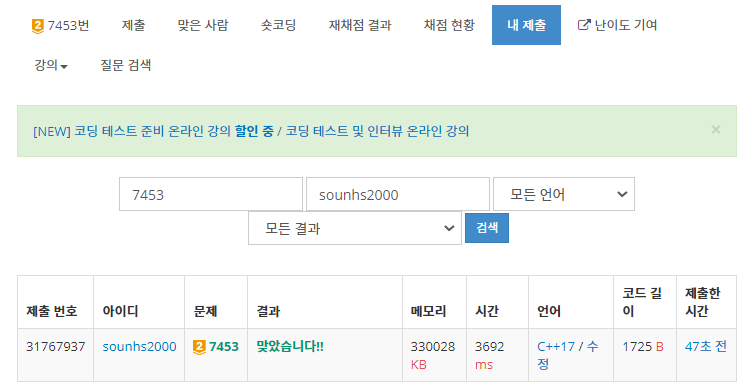 2 7453번 제출 맞은 사람 숏코딩 재채점 결과 채점 현황 내 제출 난이도 기여
강의 질문 검색
[NEW] 코딩 테스트 준비 온라인 강의 할인 중 / 코딩 테스트 및 인터뷰 온라인 강의 ×
7453 sounhs2000 모든 언어
모든 결과 검색
제출 번호 아이디 문제 결과 메모리 시간 언어 코드 길이 제출한 시간
31767937 sounhs2000 2 7453 맞았습니다!! 330028 KB 3692 ms C++17 / 수정 1725 B 47초 전